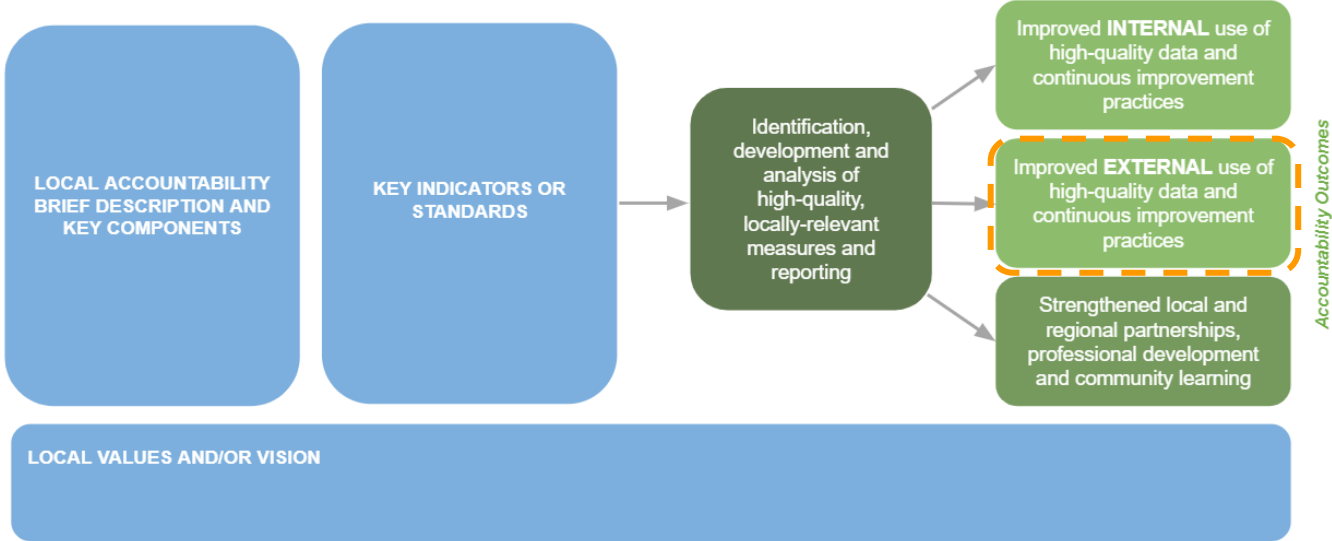 LOCAL ACCOUNTABILITY
BRIEF DESCRIPTION AND
KEY COMPONENTS
KEY INDICATORS OR
STANDARDS
Identification,
development and
analysis of
high-quality,
locally-relevant
measures and
reporting
Improved INTERNAL use of
high-quality data and
continuous improvement
practices
Improved EXTERNAL use of
high-quality data and
continuous improvement
practices
Strengthened local and
regional partnerships,
professional development
and community learning
Accountability Outcomes
LOCAL VALUES AND/OR VISION